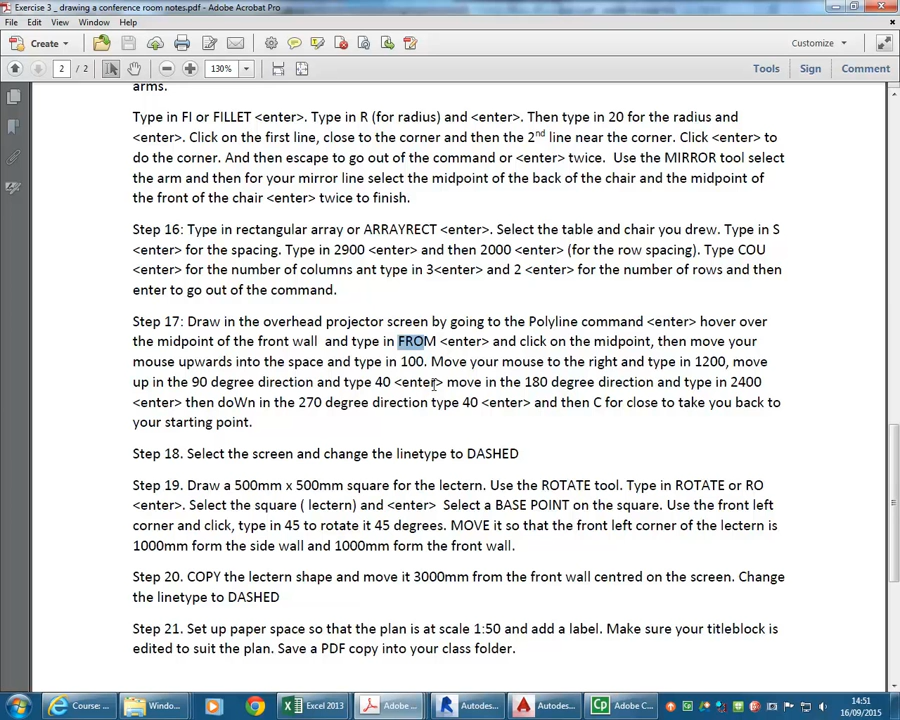 Exercise 3 _ drawing a conference room notes.pdf - Adobe Acrobat Pro
File Edit View Window Help
Create Customize
2 / 2 130% Tools Sign Comment
arms.
Type in FI or FILLET <enter>. Type in R (for radius) and <enter>. Then type in 20 for the radius and
<enter>. Click on the first line, close to the corner and then the 2nd line near the corner. Click <enter> to
do the corner. And then escape to go out of the command or <enter> twice. Use the MIRROR tool select
the arm and then for your mirror line select the midpoint of the back of the chair and the midpoint of
the front of the chair <enter> twice to finish.
Step 16: Type in rectangular array or ARRAYRECT <enter>. Select the table and chair you drew. Type in S
<enter> for the spacing. Type in 2900 <enter> and then 2000 <enter> (for the row spacing). Type COU
<enter> for the number of columns ant type in 3<enter> and 2 <enter> for the number of rows and then
enter to go out of the command.
Step 17: Draw in the overhead projector screen by going to the Polyline command <enter> hover over
the midpoint of the front wall and type in FROM <enter> and click on the midpoint, then move your
mouse upwards into the space and type in 100. Move your mouse to the right and type in 1200, move
up in the 90 degree direction and type 40 <enter> move in the 180 degree direction and type in 2400
<enter> then doWn in the 270 degree direction type 40 <enter> and then C for close to take you back to
your starting point.
Step 18. Select the screen and change the linetype to DASHED
Step 19. Draw a 500mm x 500mm square for the lectern. Use the ROTATE tool. Type in ROTATE or RO
<enter>. Select the square ( lectern) and <enter> Select a BASE POINT on the square. Use the front left
corner and click, type in 45 to rotate it 45 degrees. MOVE it so that the front left corner of the lectern is
1000mm form the side wall and 1000mm form the front wall.
Step 20. COPY the lectern shape and move it 3000mm from the front wall centred on the screen. Change
the linetype to DASHED
Step 21. Set up paper space so that the plan is at scale 1:50 and add a label. Make sure your titleblock is
edited to suit the plan. Save a PDF copy into your class folder.
Course: ... Windo... Excel 2013 Adobe ... Autodes... Autodes... Adobe C... 14:51
16/09/2015